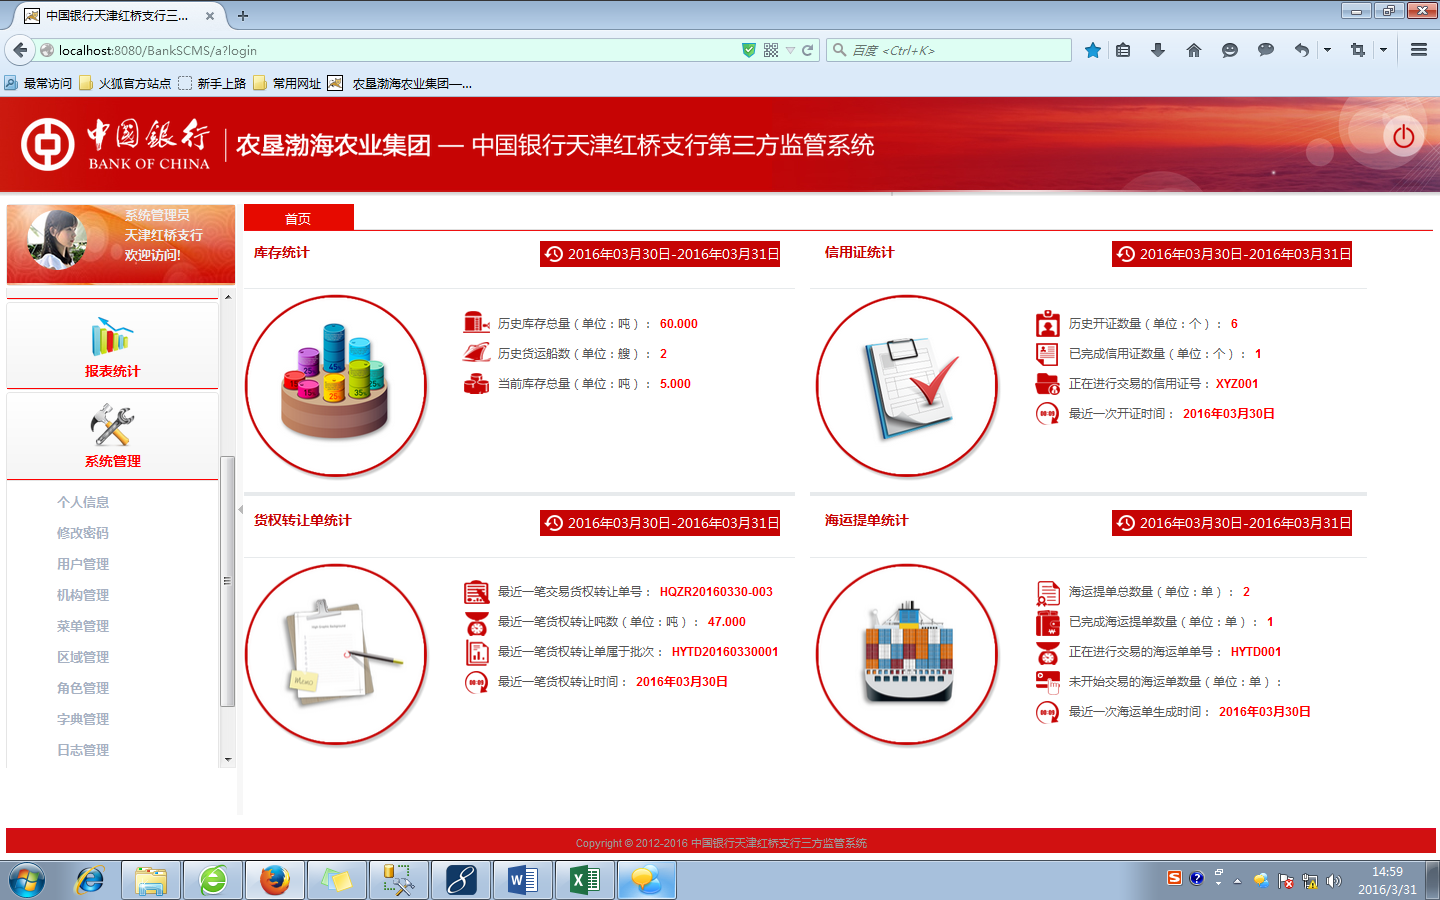 中国银行天津红桥支行三...
localhost:8080/BankSCMS/a?login
百度 <Ctrl+K>
最常访问 火狐官方站点 新手上路 常用网址 农垦渤海农业集团—...
中国银行
BANK OF CHINA
农垦渤海农业集团 — 中国银行天津红桥支行第三方监管系统
系统管理员
天津红桥支行
欢迎访问!
报表统计
系统管理
个人信息
修改密码
用户管理
机构管理
菜单管理
区域管理
角色管理
字典管理
日志管理
首页
库存统计
2016年03月30日-2016年03月31日
历史库存总量（单位：吨）： 60.000
历史货运船数（单位：艘）： 2
当前库存总量（单位：吨）： 5.000
信用证统计
2016年03月30日-2016年03月31日
历史开证数量（单位：个）： 6
已完成信用证数量（单位：个）： 1
正在进行交易的信用证号： XYZ001
最近一次开证时间： 2016年03月30日
货权转让单统计
2016年03月30日-2016年03月31日
最近一笔交易货权转让单号： HQZR20160330-003
最近一笔货权转让吨数（单位：吨）： 47.000
最近一笔货权转让单属于批次： HYTD20160330001
最近一笔货权转让时间： 2016年03月30日
海运提单统计
2016年03月30日-2016年03月31日
海运提单总数量（单位：单）： 2
已完成海运提单数量（单位：单）： 1
正在进行交易的海运单单号： HYTD001
未开始交易的海运单数量（单位：单）：
最近一次海运单生成时间： 2016年03月30日
Copyright © 2012-2016 中国银行天津红桥支行三方监管系统
14:59
2016/3/31